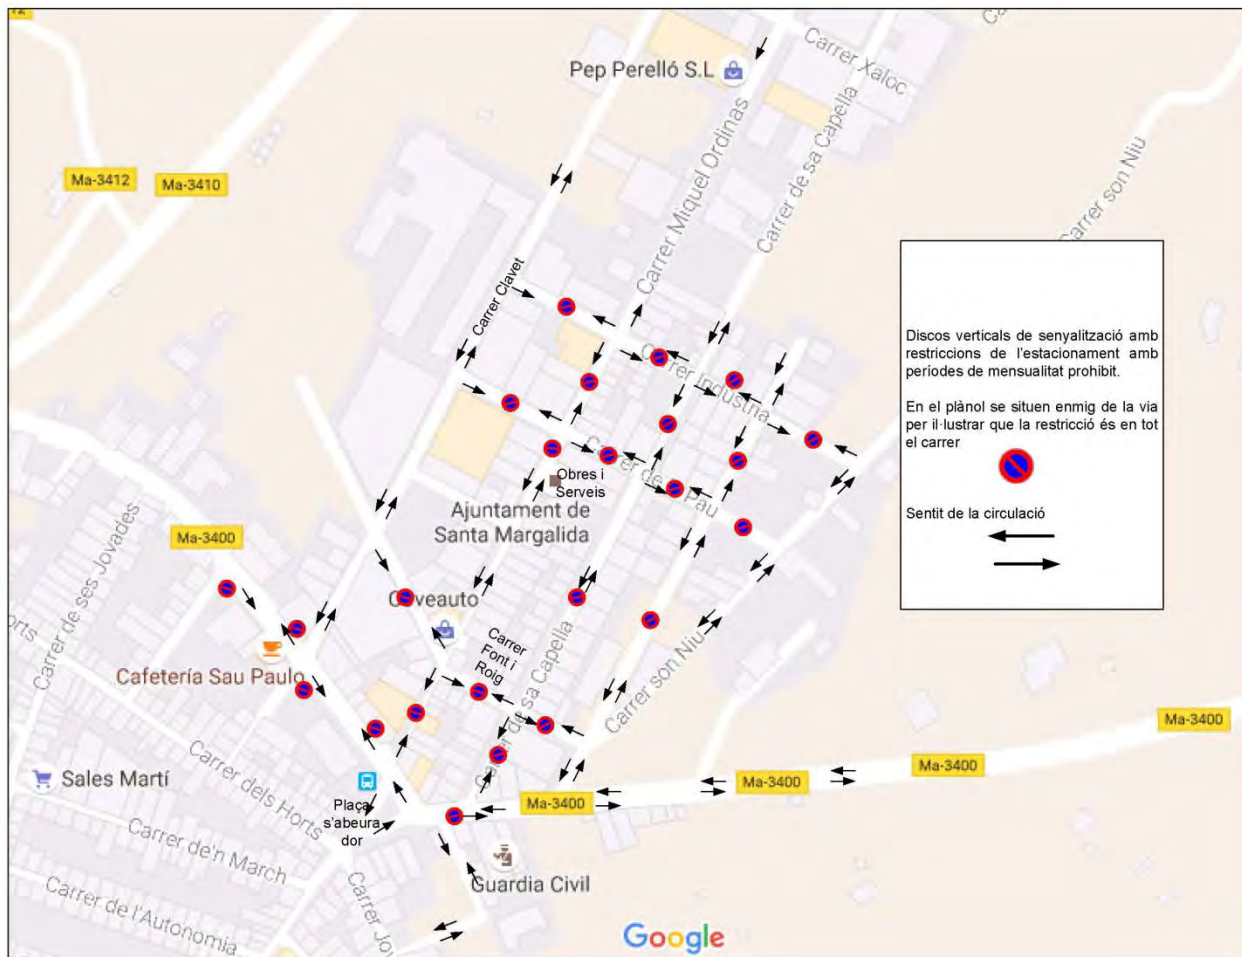 12
Pep Perelló S.L
Carrer Xaloc
Carrer Miquel Ordinas
Carrer de sa Capella
Carrer son Niu
Ma-3412
Ma-3410
Carrer Clavet
Discos verticals de senyalització amb
restriccions de l'estacionament amb
períodes de mensualitat prohibit.
En el plànol se situen enmig de la via
per il·lustrar que la restricció és en tot
el carrer
Sentit de la circulació
Carrer Industria
Carrer de
Pau
Obres i
Serveis
Ajuntament de
Santa Margalida
Ma-3400
Carrer de ses Jovades
orts
Cafetería Sau Paulo
Carrer
Font i
Roig
Carrer de sa Capella
Carrer son Niu
Ma-3400
Ma-3400
Ma-3400
Ma-3400
Sales Martí
Carrer dels Horts
Plaça
s'abeura
dor
Carrer de'n March
Carrer de l'Autonomia
Carrer Jo
Guardia Civil
Google